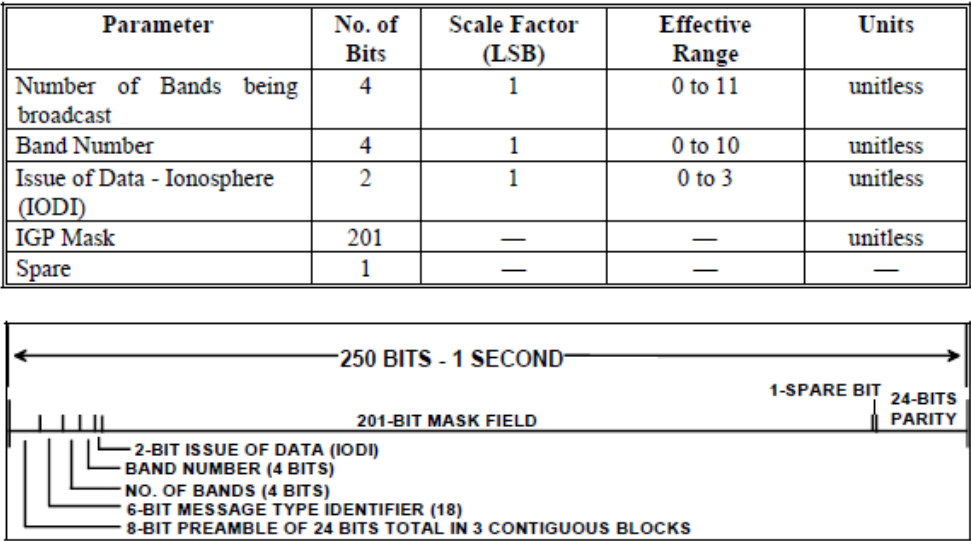 Parameter No. of Bits Scale Factor (LSB) Effective Range Units
Number of Bands being broadcast 4 1 0 to 11 unitless
Band Number 4 1 0 to 10 unitless
Issue of Data - Ionosphere (IODI) 2 1 0 to 3 unitless
IGP Mask 201 — — unitless
Spare 1 — — —
250 BITS - 1 SECOND
1-SPARE BIT
24-BITS PARITY
201-BIT MASK FIELD
2-BIT ISSUE OF DATA (IODI)
BAND NUMBER (4 BITS)
NO. OF BANDS (4 BITS)
6-BIT MESSAGE TYPE IDENTIFIER (18)
8-BIT PREAMBLE OF 24 BITS TOTAL IN 3 CONTIGUOUS BLOCKS